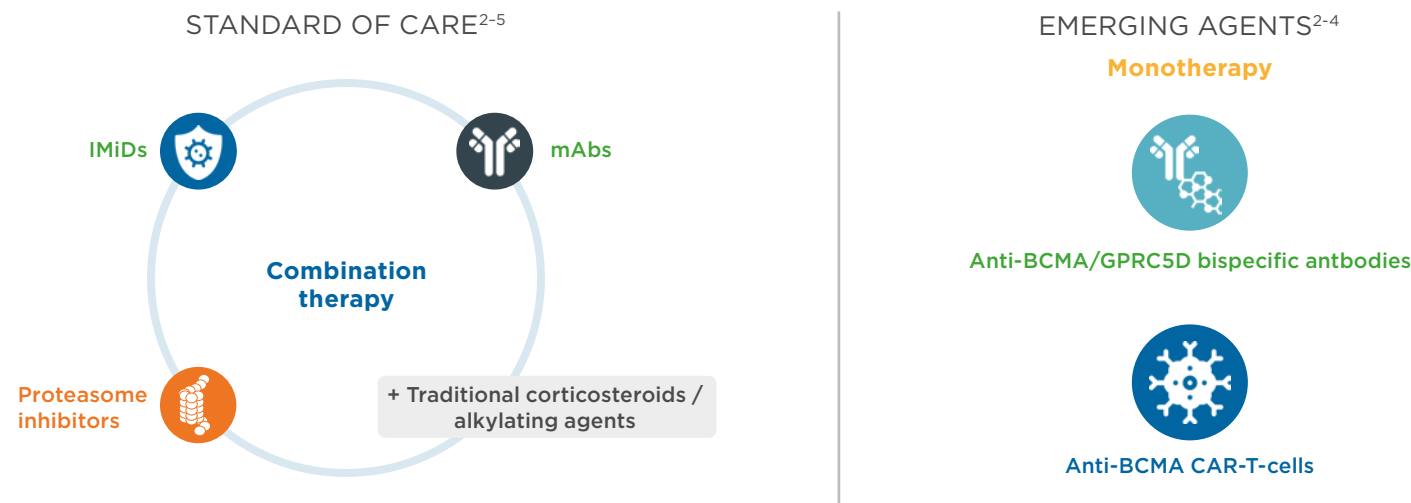 STANDARD OF CARE2-5
IMiDs
mAbs
Combination
therapy
Proteasome
inhibitors
+ Traditional corticosteroids /
alkylating agents
EMERGING AGENTS2-4
Monotherapy
Anti-BCMA/GPRC5D bispecific antbodies
Anti-BCMA CAR-T-cells